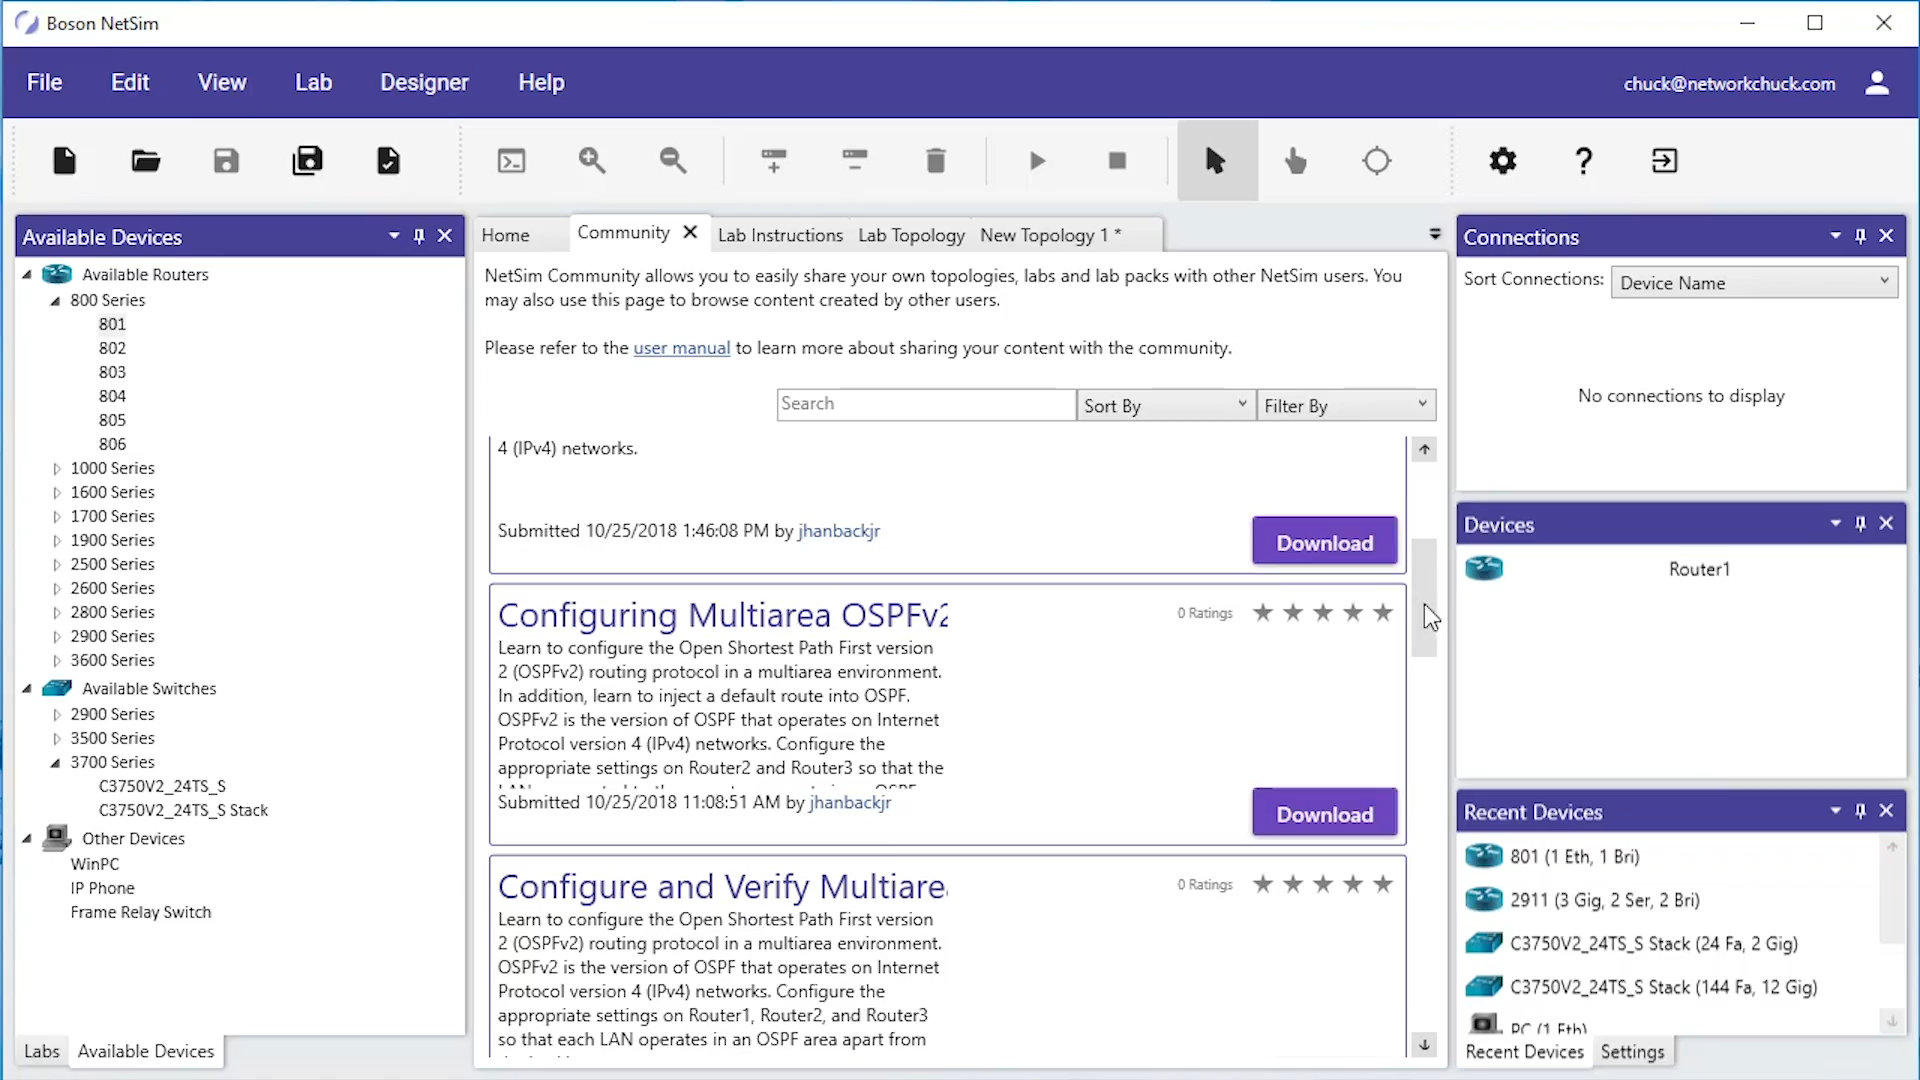 Boson NetSim
File Edit View Lab Designer Help
chuck@networkchuck.com
Available Devices
Available Routers
800 Series
801
802
803
804
805
806
1000 Series
1600 Series
1700 Series
1900 Series
2500 Series
2600 Series
2800 Series
2900 Series
3600 Series
Available Switches
2900 Series
3500 Series
3700 Series
C3750V2_24TS_S
C3750V2_24TS_S Stack
Other Devices
WinPC
IP Phone
Frame Relay Switch
Labs Available Devices
Home Community Lab Instructions Lab Topology New Topology 1 *
NetSim Community allows you to easily share your own topologies, labs and lab packs with other NetSim users. You
may also use this page to browse content created by other users.
Please refer to the user manual to learn more about sharing your content with the community.
Search Sort By Filter By
4 (IPv4) networks.
Submitted 10/25/2018 1:46:08 PM by jhanbackjr
Download
Configuring Multiarea OSPFv2
0 Ratings
Learn to configure the Open Shortest Path First version
2 (OSPFv2) routing protocol in a multiarea environment.
In addition, learn to inject a default route into OSPF.
OSPFv2 is the version of OSPF that operates on Internet
Protocol version 4 (IPv4) networks. Configure the
appropriate settings on Router2 and Router3 so that the
Submitted 10/25/2018 11:08:51 AM by jhanbackjr
Download
Configure and Verify Multiare
0 Ratings
Learn to configure the Open Shortest Path First version
2 (OSPFv2) routing protocol in a multiarea environment.
OSPFv2 is the version of OSPF that operates on Internet
Protocol version 4 (IPv4) networks. Configure the
appropriate settings on Router1, Router2, and Router3
so that each LAN operates in an OSPF area apart from
Connections
Sort Connections: Device Name
No connections to display
Devices
Router1
Recent Devices
801 (1 Eth, 1 Bri)
2911 (3 Gig, 2 Ser, 2 Bri)
C3750V2_24TS_S Stack (24 Fa, 2 Gig)
C3750V2_24TS_S Stack (144 Fa, 12 Gig)
PC (1 Eth)
Recent Devices Settings